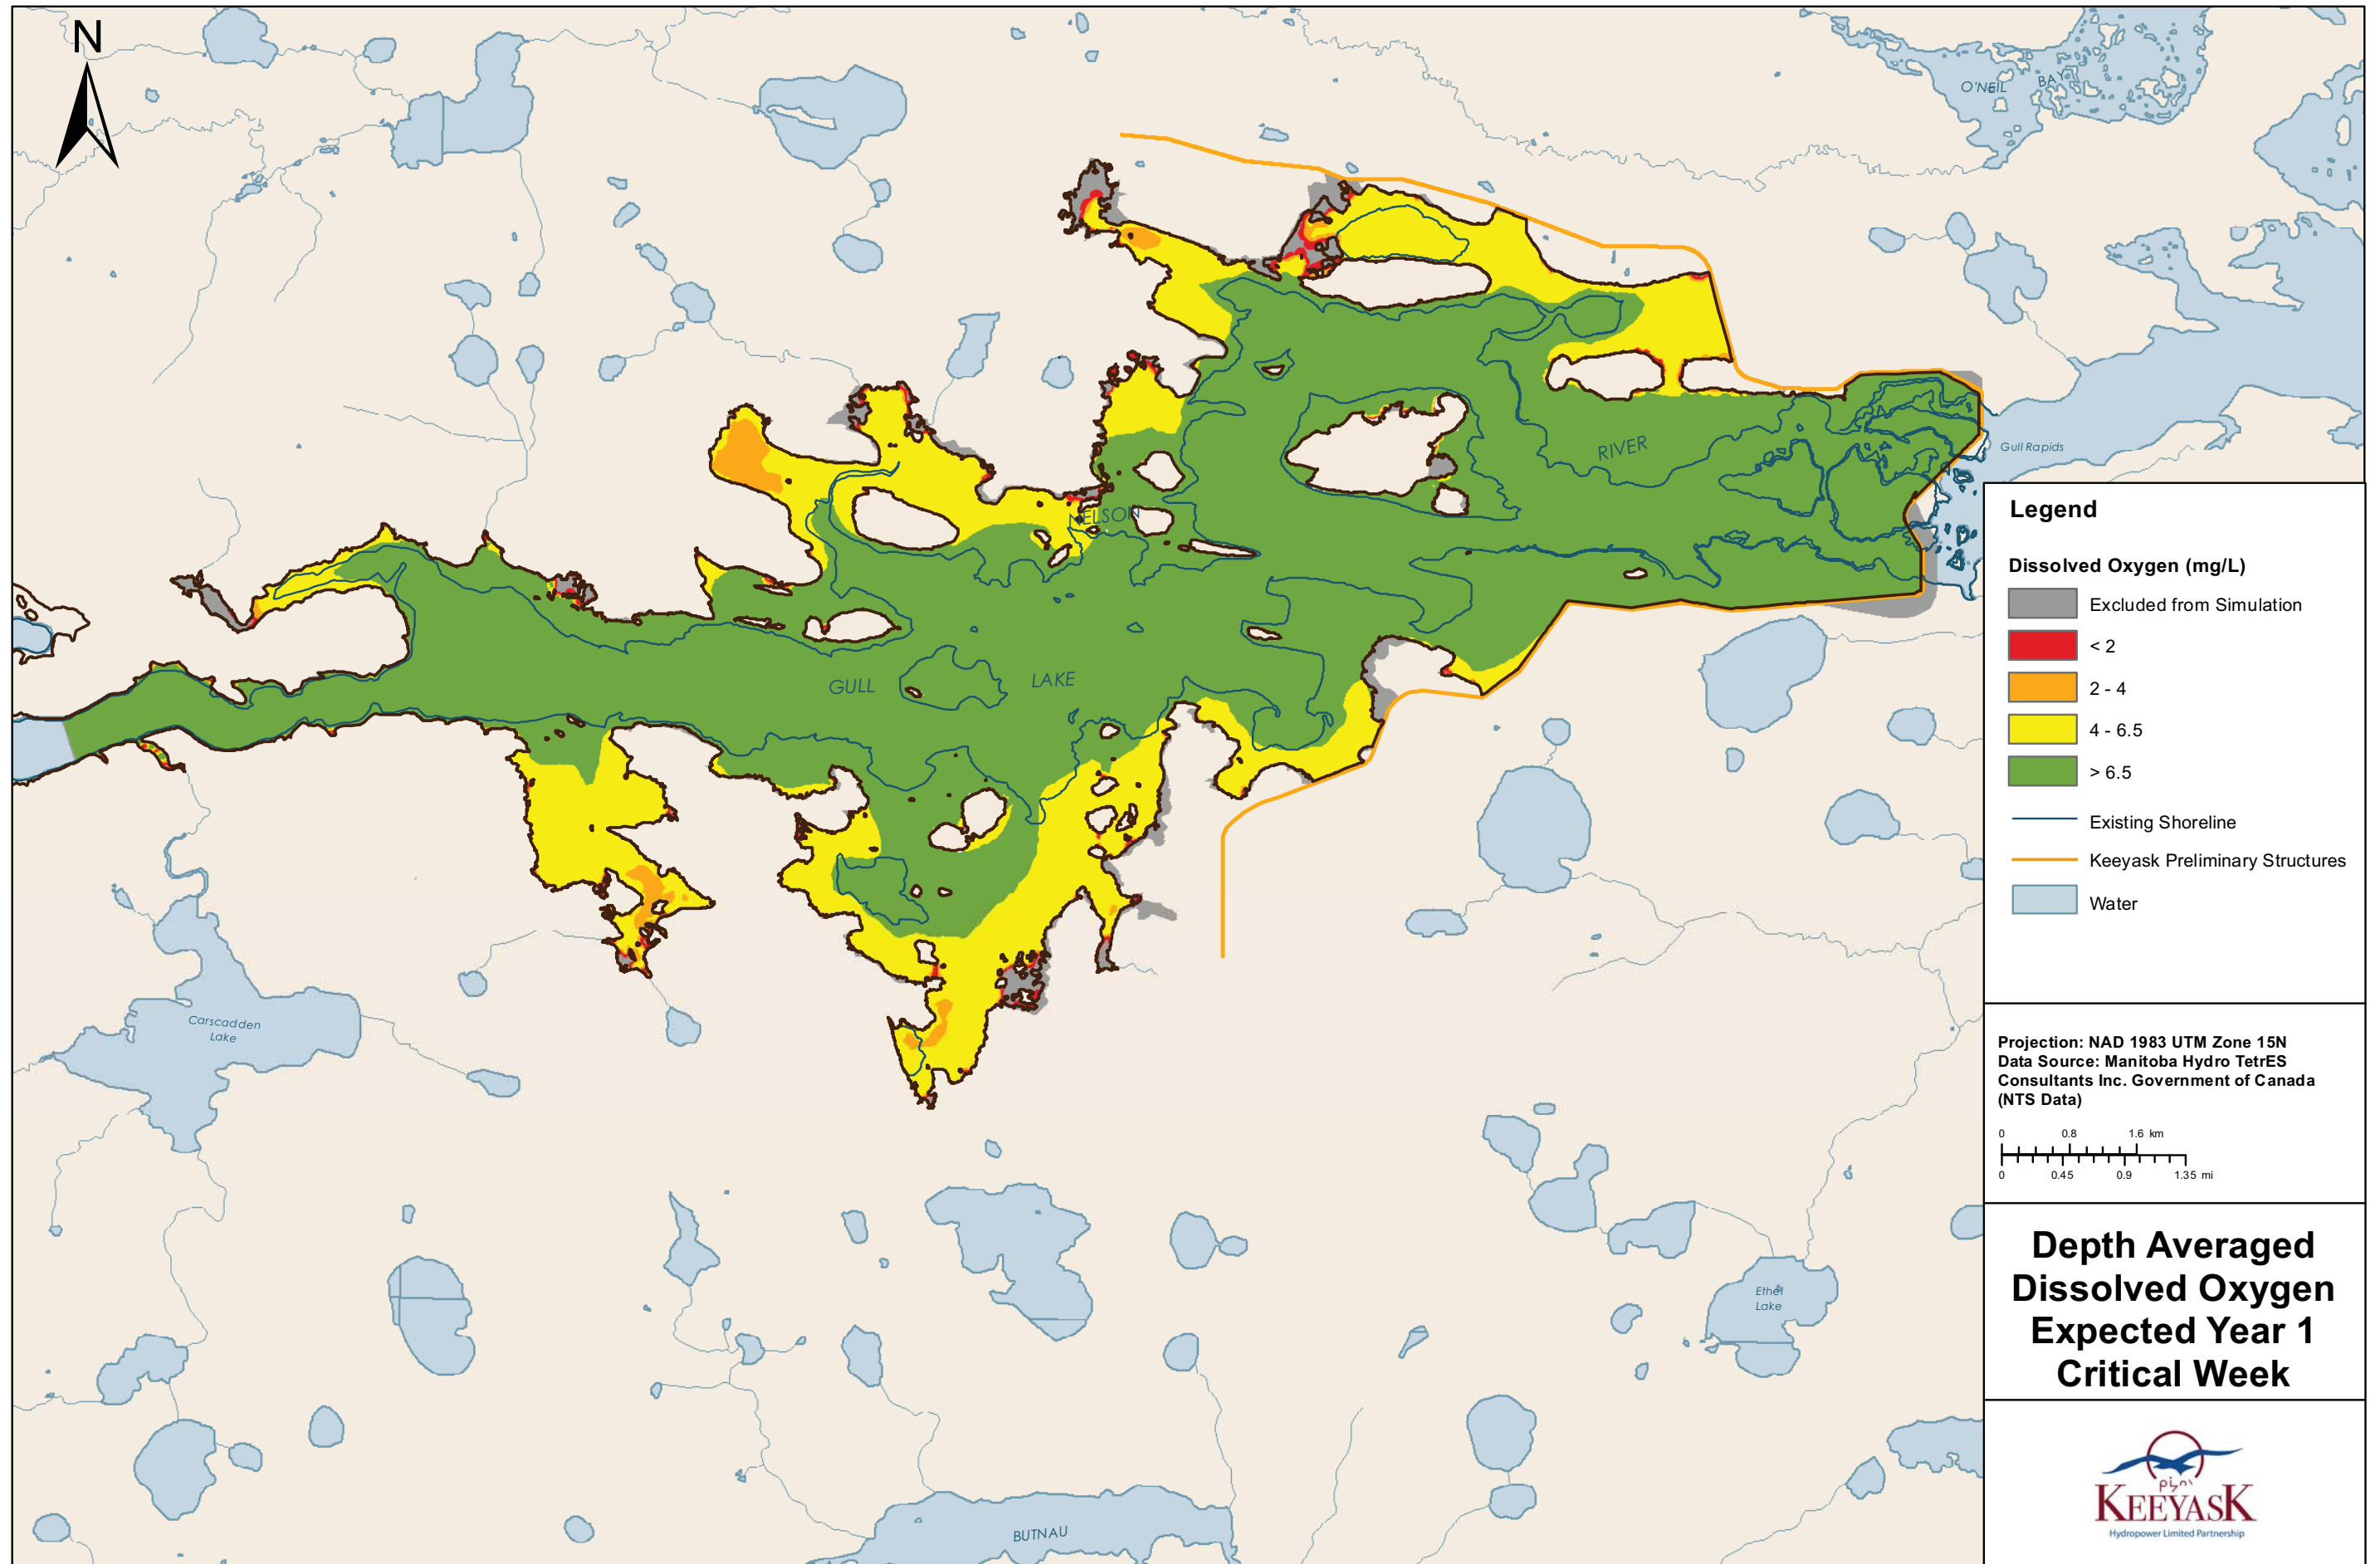 N
O'NEIL BAY
RIVER
Gull Rapids
NELSON
GULL LAKE
Carscadden
Lake
Ethel
Lake
BUTNAU
Legend
Dissolved Oxygen (mg/L)
Excluded from Simulation
< 2
2 - 4
4 - 6.5
> 6.5
Existing Shoreline
Keeyask Preliminary Structures
Water
Projection: NAD 1983 UTM Zone 15N
Data Source: Manitoba Hydro TetrES
Consultants Inc. Government of Canada
(NTS Data)
0 0.8 1.6 km
0 0.45 0.9 1.35 mi
Depth Averaged
Dissolved Oxygen
Expected Year 1
Critical Week
KEEYASK
Hydropower Limited Partnership